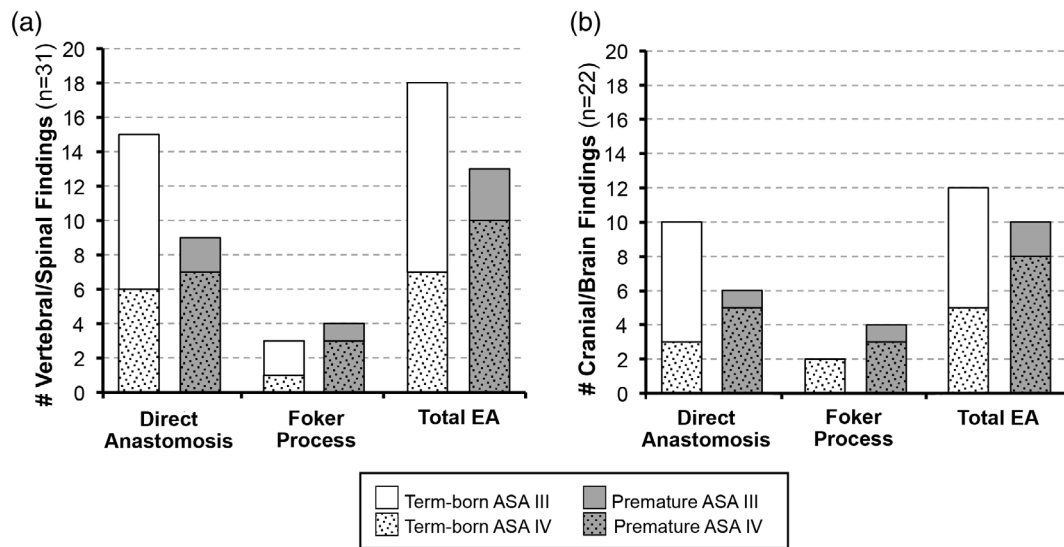 (a)
# Vertebral/Spinal Findings (n=31)
20
18
16
14
12
10
8
6
4
2
0
Direct
Anastomosis
Foker
Process
Total EA
(b)
# Cranial/Brain Findings (n=22)
20
18
16
14
12
10
8
6
4
2
0
Direct
Anastomosis
Foker
Process
Total EA
Term-born ASA III
Premature ASA III
Term-born ASA IV
Premature ASA IV